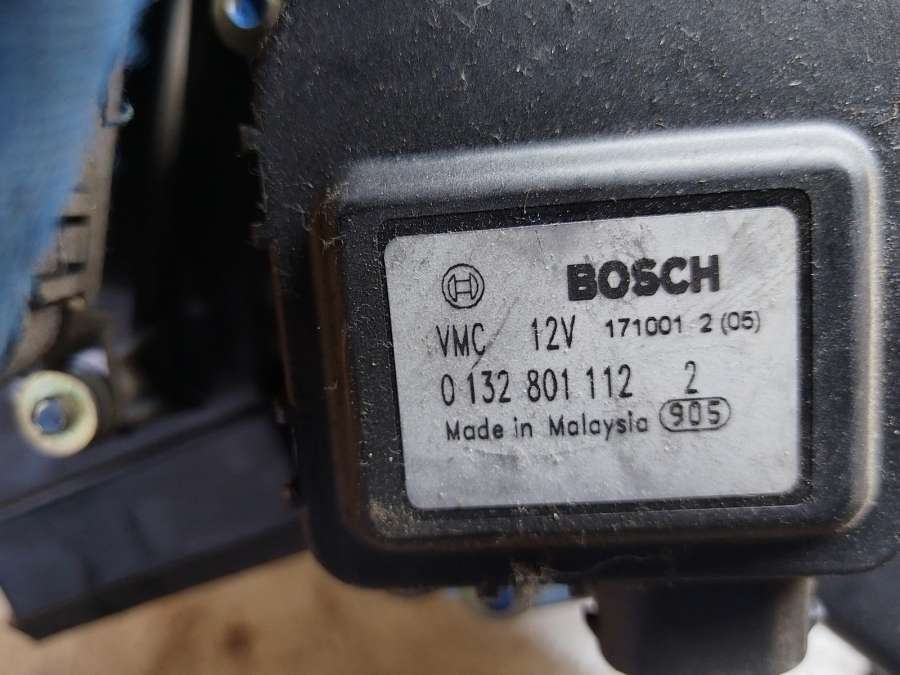 BOSCH
VMC 12V 171001 2 (05)
0 132 801 112 2
Made in Malaysia 905